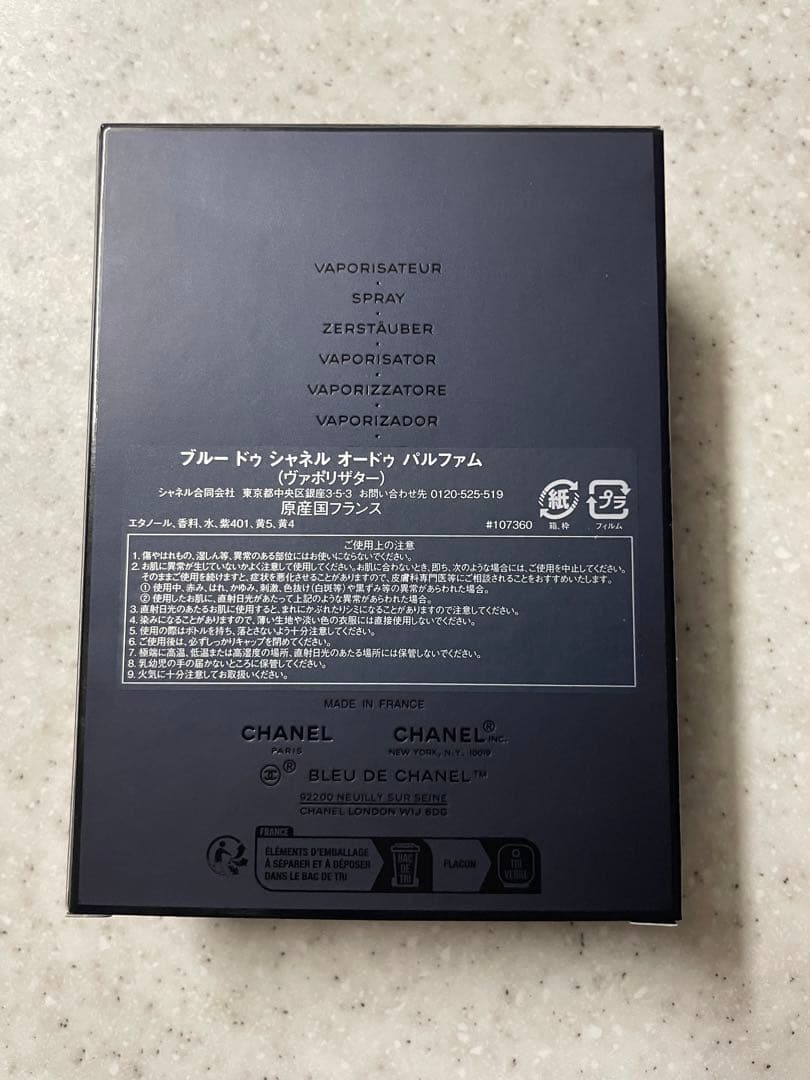 VAPORISATEUR
SPRAY
ZERSTÄUBER
VAPORISATOR
VAPORIZZATORE
VAPORIZADOR
ブルー ドゥ シャネル オードゥ パルファム
(ヴァポリザター)
シャネル合同会社 東京都中央区銀座3-5-3 お問い合わせ先 0120-525-519
原産国フランス
エタノール、香料、水、紫401、黄5、黄4 #107360
紙 箱、枠
プラ フィルム
ご使用上の注意
1. 傷やはれもの、湿しん等、異常のある部位にはお使いにならないでください。
2. お肌に異常が生じていないかよく注意して使用してください。お肌に合わないとき、即ち、次のような場合には、ご使用を中止してください。
そのままご使用を続けますと、症状を悪化させることがありますので、皮膚科専門医等にご相談されることをおすすめいたします。
① 使用中、赤み、はれ、かゆみ、刺激、色抜け(白斑等)や黒ずみ等の異常があらわれた場合。
② 使用したお肌に、直射日光があたって上記のような異常があらわれた場合。
3. 直射日光のあたるお肌に使用すると、まれにかぶれたりシミになることがありますので注意してください。
4. 染みになることがありますので、薄い生地や淡い色の衣服には直接使用しないでください。
5. 使用の際はボトルを持ち、落とさないよう十分注意してください。
6. ご使用後は、必ずしっかりキャップを閉めてください。
7. 極端に高温、低温または高湿度の場所、直射日光のあたる場所には保管しないでください。
8. 乳幼児の手の届かないところに保管してください。
9. 火気に十分注意してお取扱いください。
MADE IN FRANCE
CHANEL CHANEL® INC.
PARIS NEW YORK, N.Y. 10019
® BLEU DE CHANEL™
92200 NEUILLY SUR SEINE
CHANEL LONDON W1J 6DG
FRANCE
ÉLÉMENTS D'EMBALLAGE
À SÉPARER ET À DÉPOSER
DANS LE BAC DE TRI
BAC
DE
TRI
FLACON
TRI
VERRE